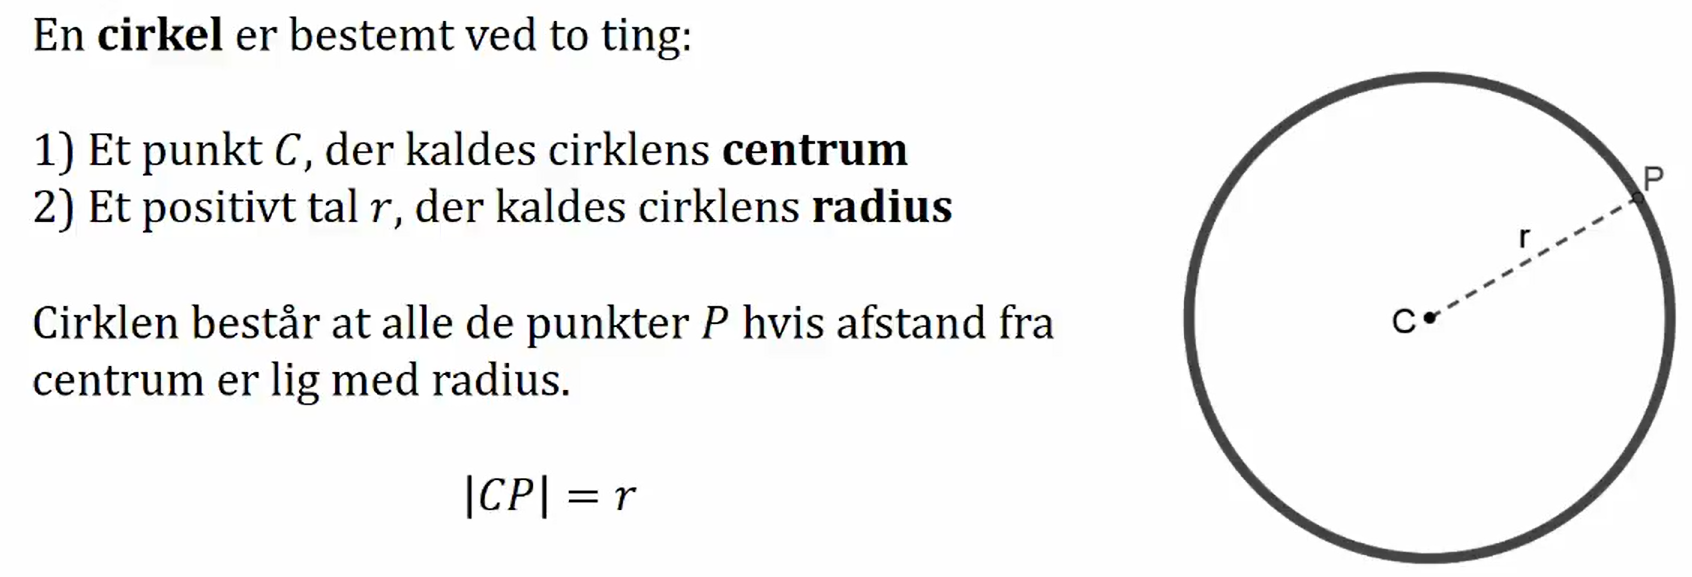 En cirkel er bestemt ved to ting:
1) Et punkt C, der kaldes cirklens centrum
2) Et positivt tal r, der kaldes cirklens radius
Cirklen består at alle de punkter P hvis afstand fra
centrum er lig med radius.
|CP| = r
P
r
C